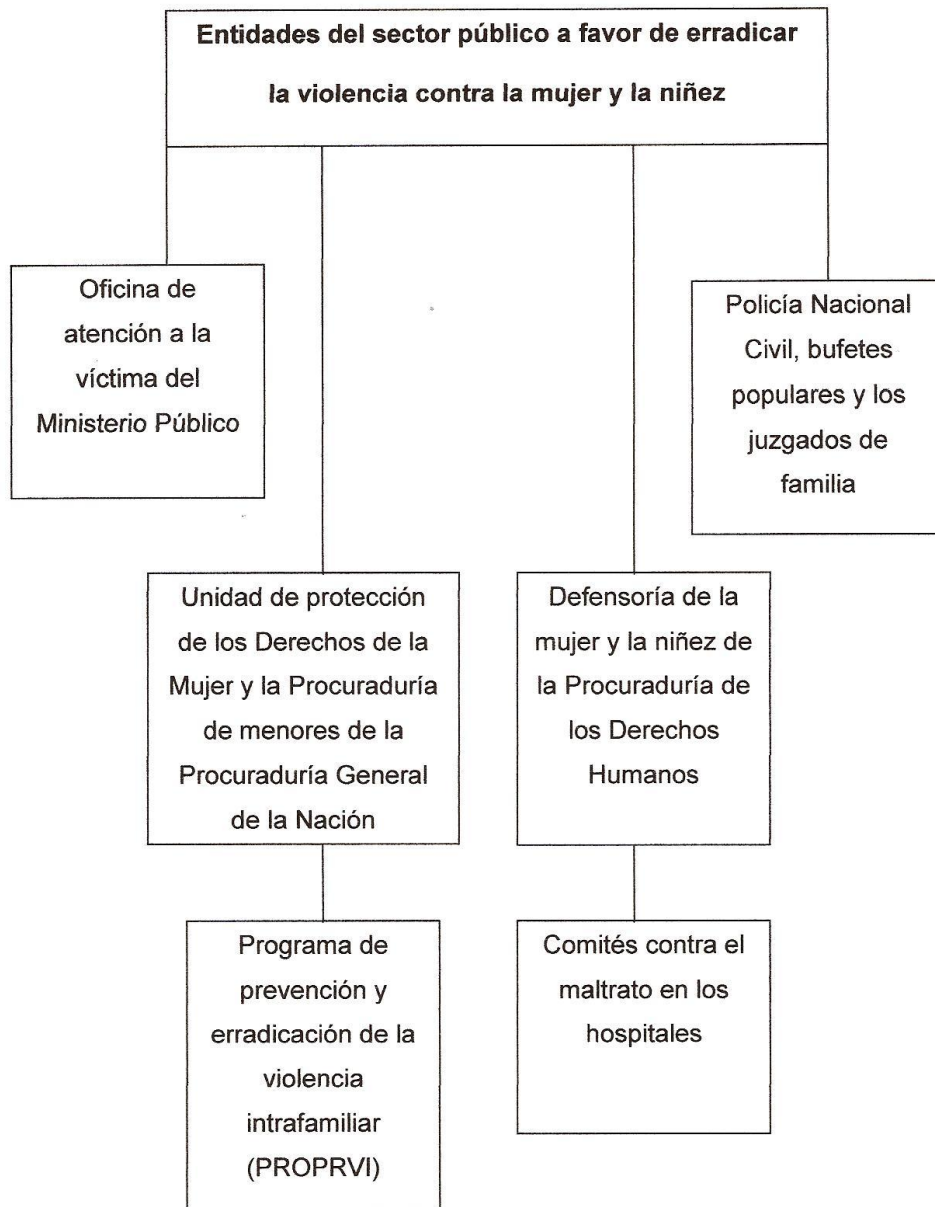 Entidades del sector público a favor de erradicar
la violencia contra la mujer y la niñez
Oficina de
atención a la
víctima del
Ministerio Público
Policía Nacional
Civil, bufetes
populares y los
juzgados de
familia
Unidad de protección
de los Derechos de la
Mujer y la Procuraduría
de menores de la
Procuraduría General
de la Nación
Defensoría de la
mujer y la niñez de
la Procuraduría de
los Derechos
Humanos
Programa de
prevención y
erradicación de la
violencia
intrafamiliar
(PROPRVI)
Comités contra el
maltrato en los
hospitales